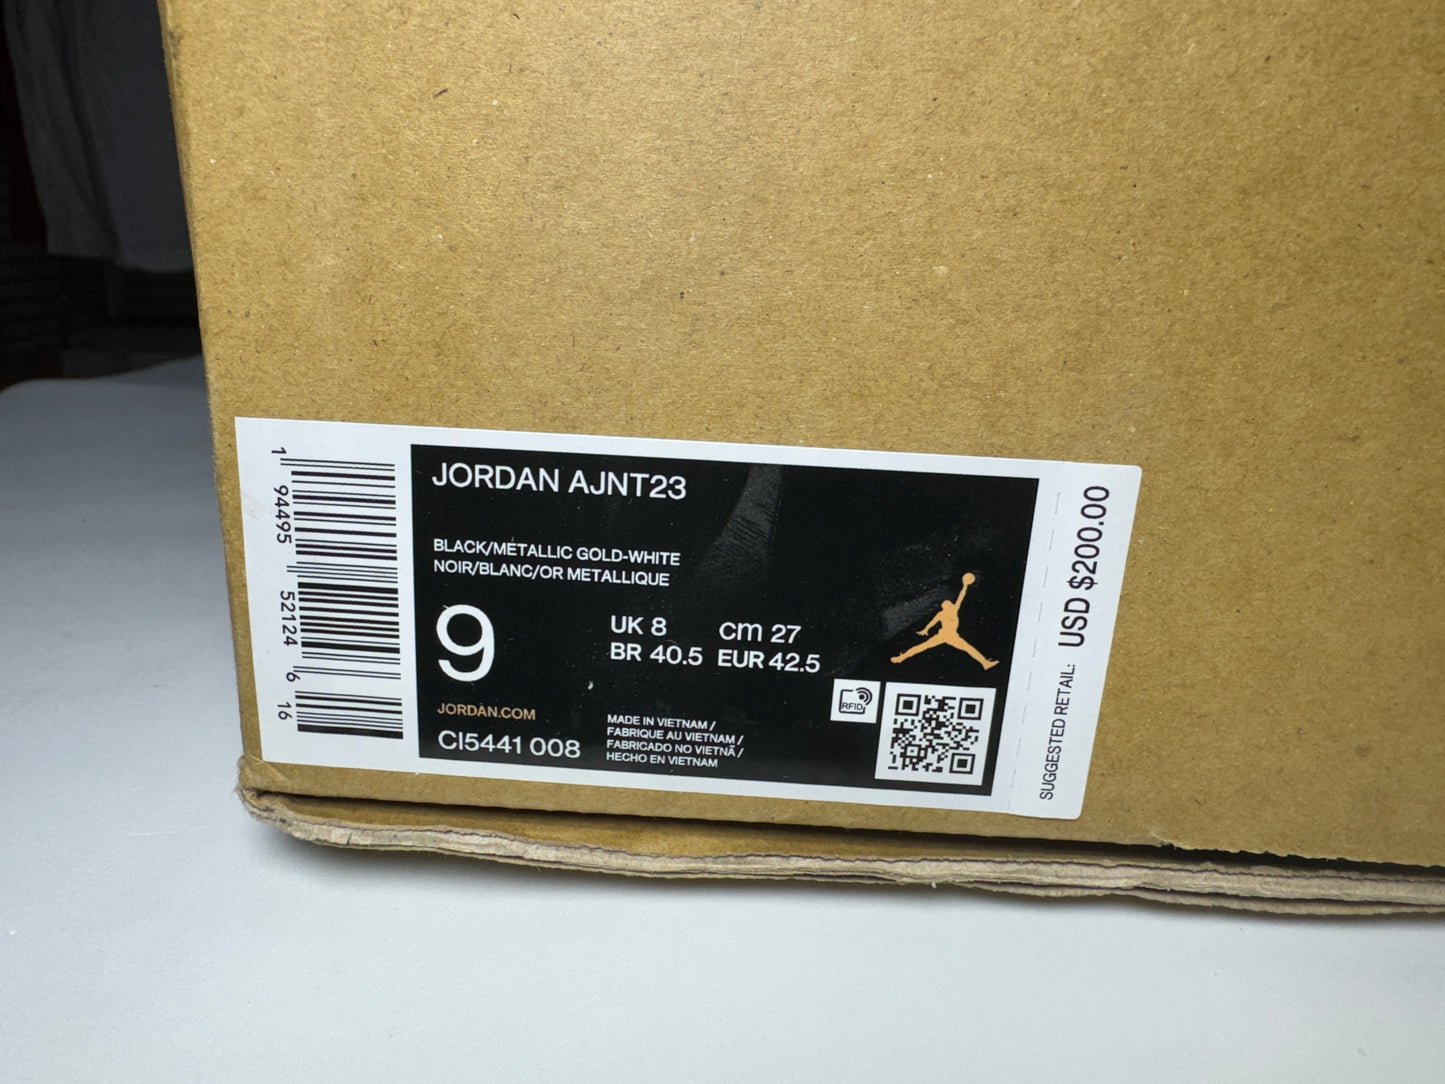 JORDAN AJNT23
BLACK/METALLIC GOLD-WHITE
NOIR/BLANC/OR METALLIQUE
9
UK 8
cm 27
BR 40.5
EUR 42.5
JORDAN.COM
CI5441 008
MADE IN VIETNAM /
FABRIQUE AU VIETNAM /
FABRICADO NO VIETNÃ /
HECHO EN VIETNAM
RFID
1 94495 52124 6 16
SUGGESTED RETAIL: USD $200.00